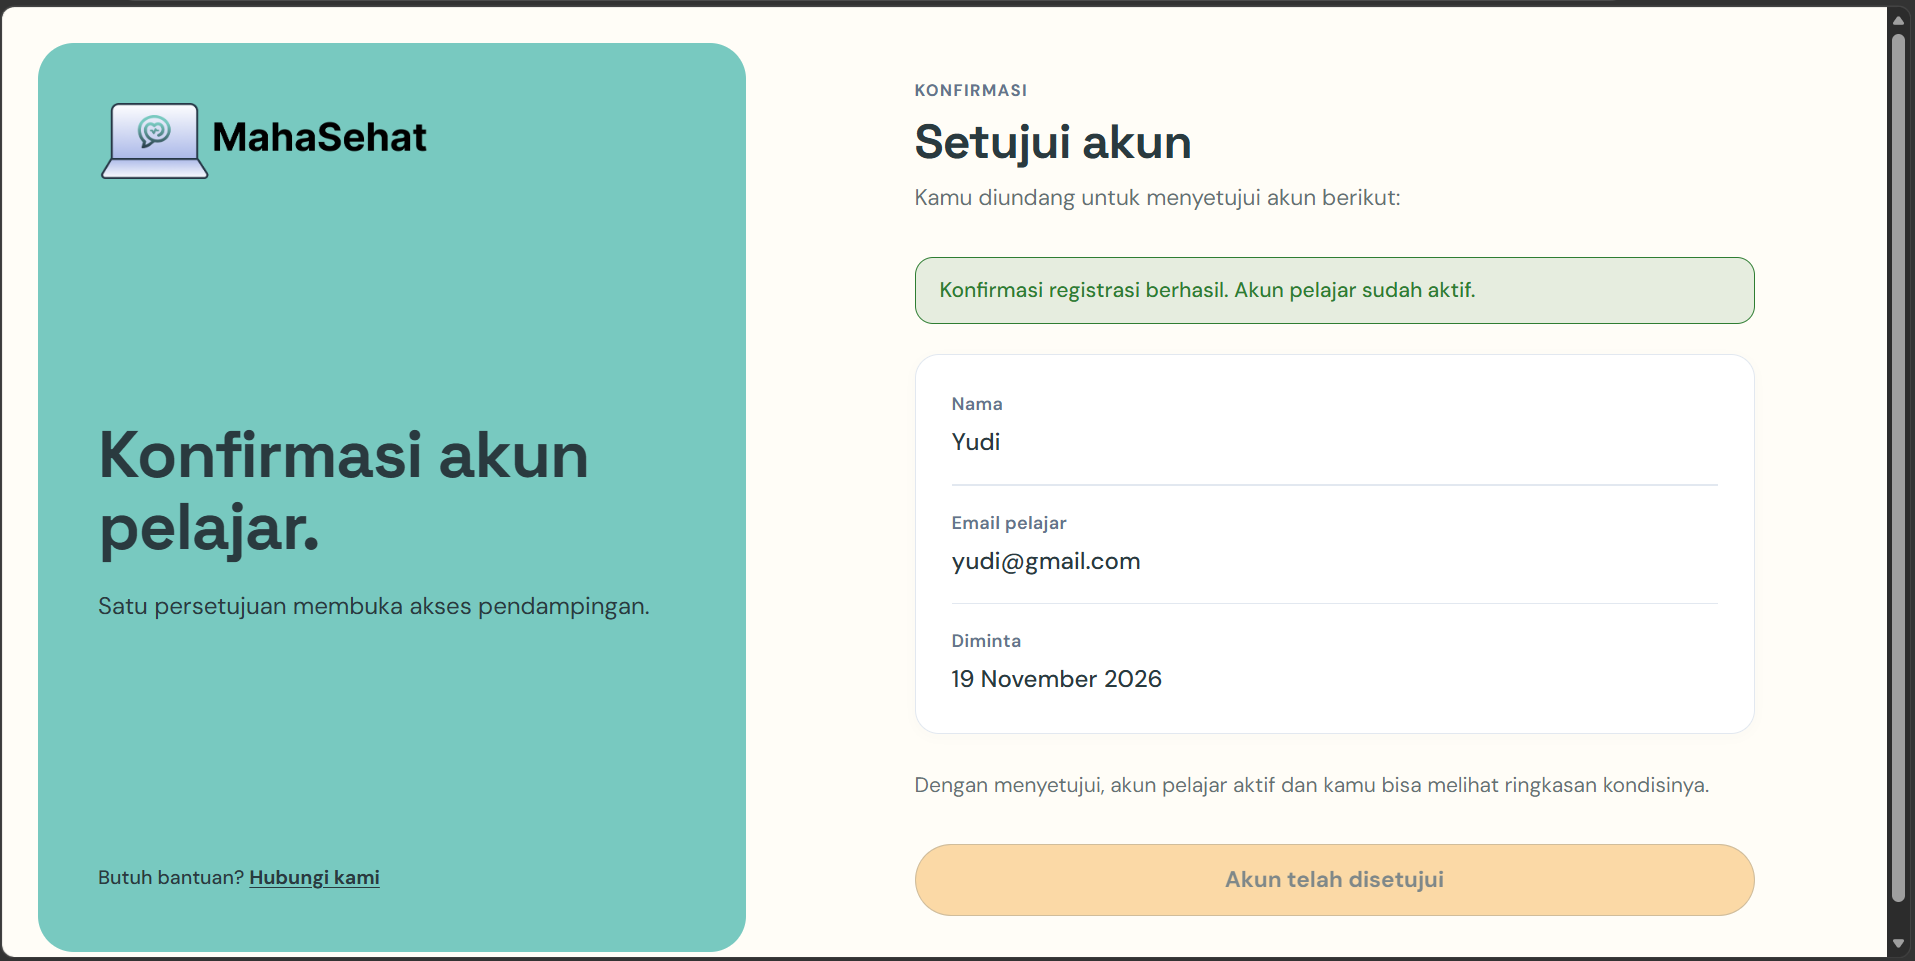 MahaSehat
Konfirmasi akun
pelajar.
Satu persetujuan membuka akses pendampingan.
Butuh bantuan? Hubungi kami
KONFIRMASI
Setujui akun
Kamu diundang untuk menyetujui akun berikut:
Konfirmasi registrasi berhasil. Akun pelajar sudah aktif.
Nama
Yudi
Email pelajar
yudi@gmail.com
Diminta
19 November 2026
Dengan menyetujui, akun pelajar aktif dan kamu bisa melihat ringkasan kondisinya.
Akun telah disetujui